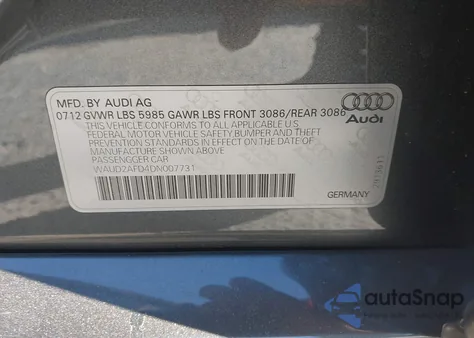 MFD. BY AUDI AG
0712 GVWR LBS 5985 GAWR LBS FRONT 3086/REAR 3086
THIS VEHICLE CONFORMS TO ALL APPLICABLE U.S.
FEDERAL MOTOR VEHICLE SAFETY, BUMPER AND THEFT
PREVENTION STANDARDS IN EFFECT ON THE DATE OF
MANUFACTURE SHOWN ABOVE.
PASSENGER CAR
WAUD2AFD4DN007731
Audi
GERMANY
autoSnap